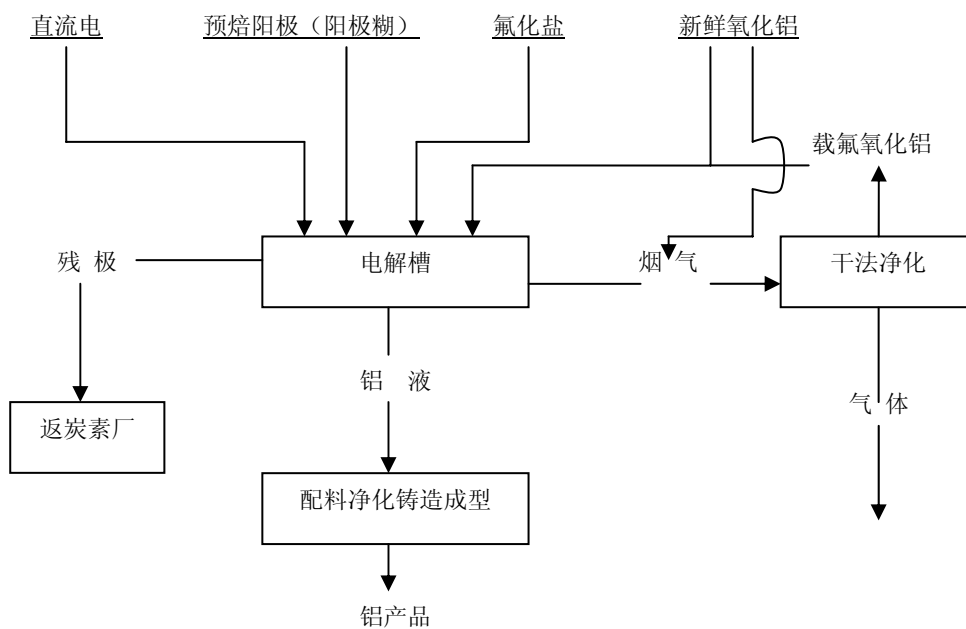 直流电
预焙阳极（阳极糊）
氟化盐
新鲜氧化铝
载氟氧化铝
残 极
电解槽
烟 气
干法净化
铝 液
返炭素厂
气 体
配料净化铸造成型
铝产品